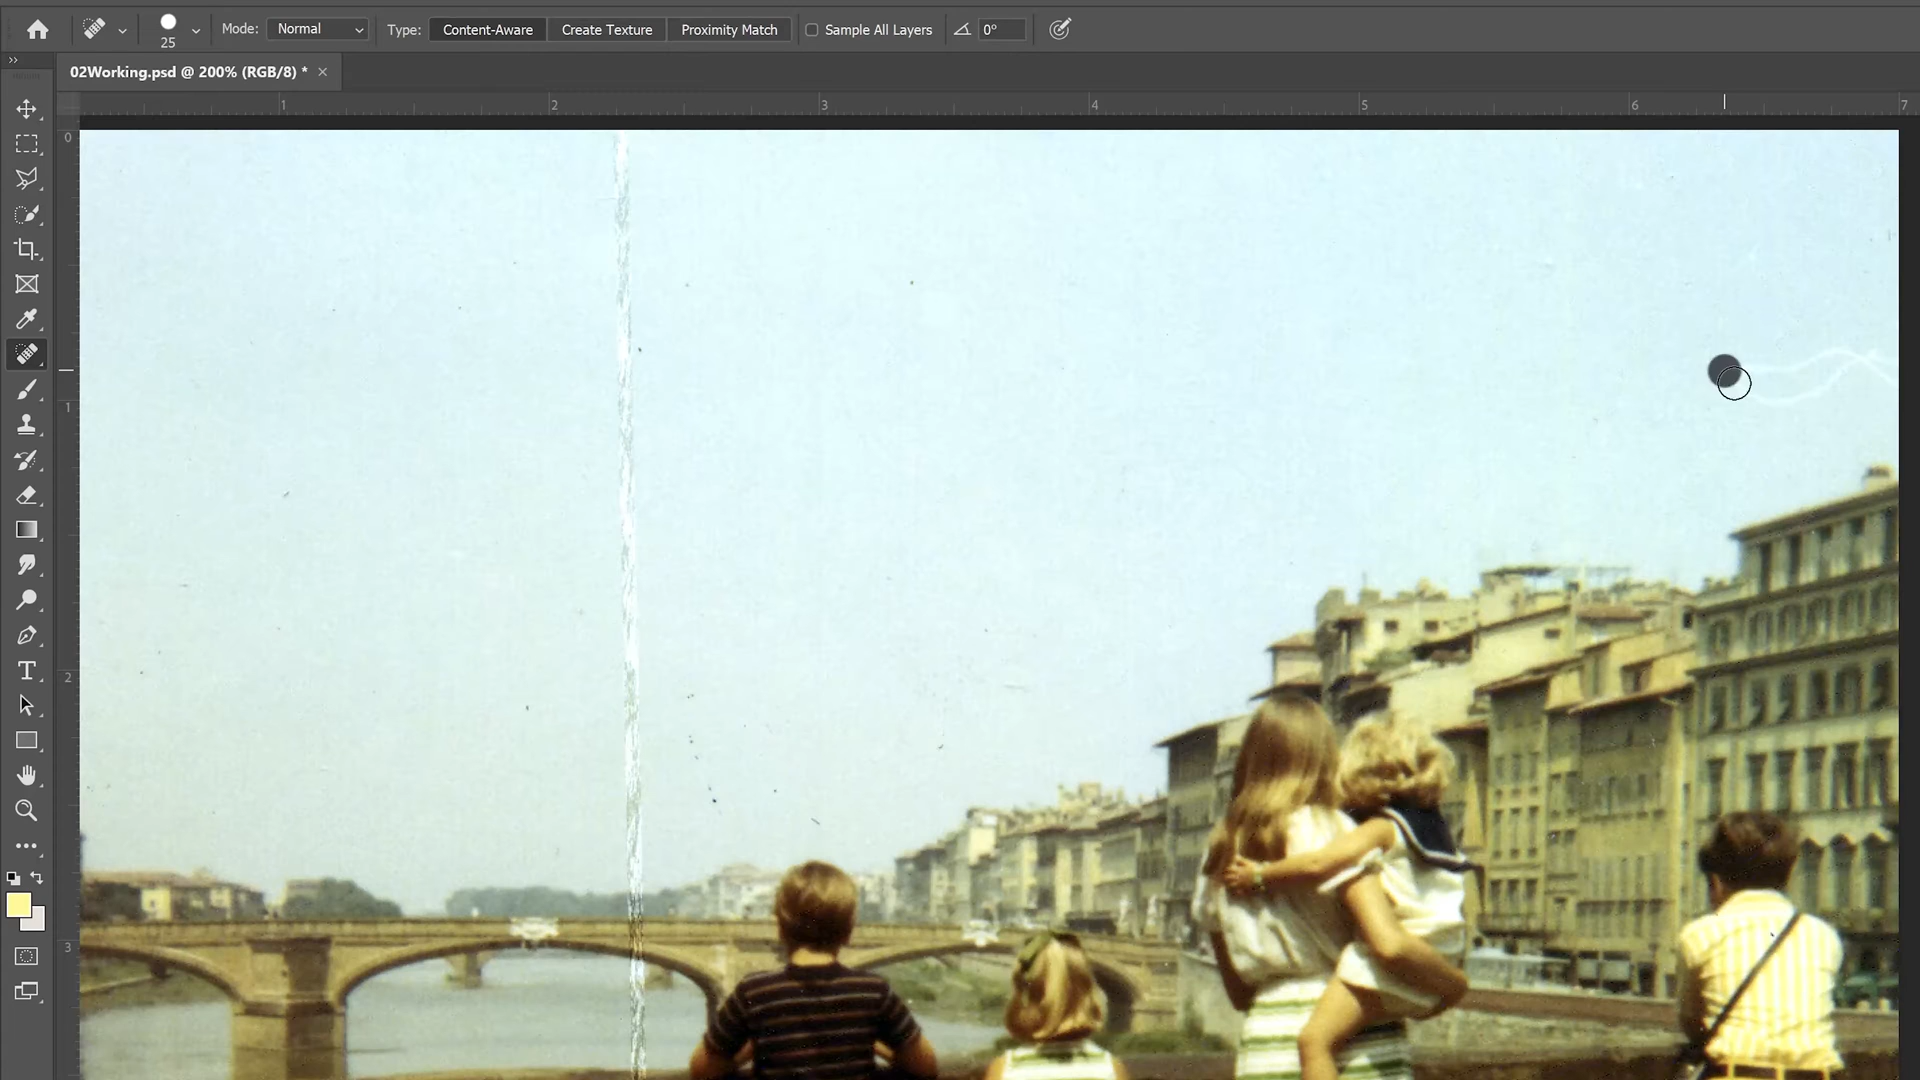 25
Mode: Normal
Type: Content-Aware Create Texture Proximity Match
Sample All Layers
0°
02Working.psd @ 200% (RGB/8) *
1 2 3 4 5 6 7
0
1
2
3